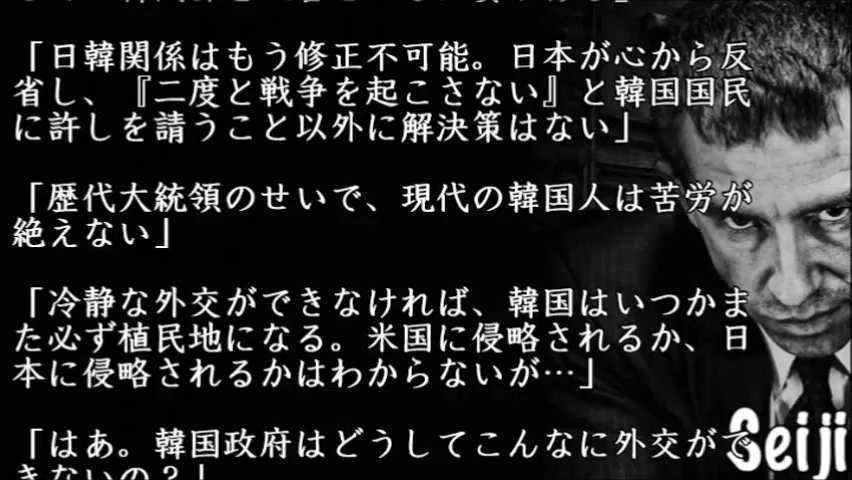 「日韓関係はもう修正不可能。日本が心から反
省し、『二度と戦争を起こさない』と韓国国民
に許しを請うこと以外に解決策はない」
「歴代大統領のせいで、現代の韓国人は苦労が
絶えない」
「冷静な外交ができなければ、韓国はいつかま
た必ず植民地になる。米国に侵略されるか、日
本に侵略されるかはわからないが…」
「はあ。韓国政府はどうしてこんなに外交がで
きないの？」
Seiji